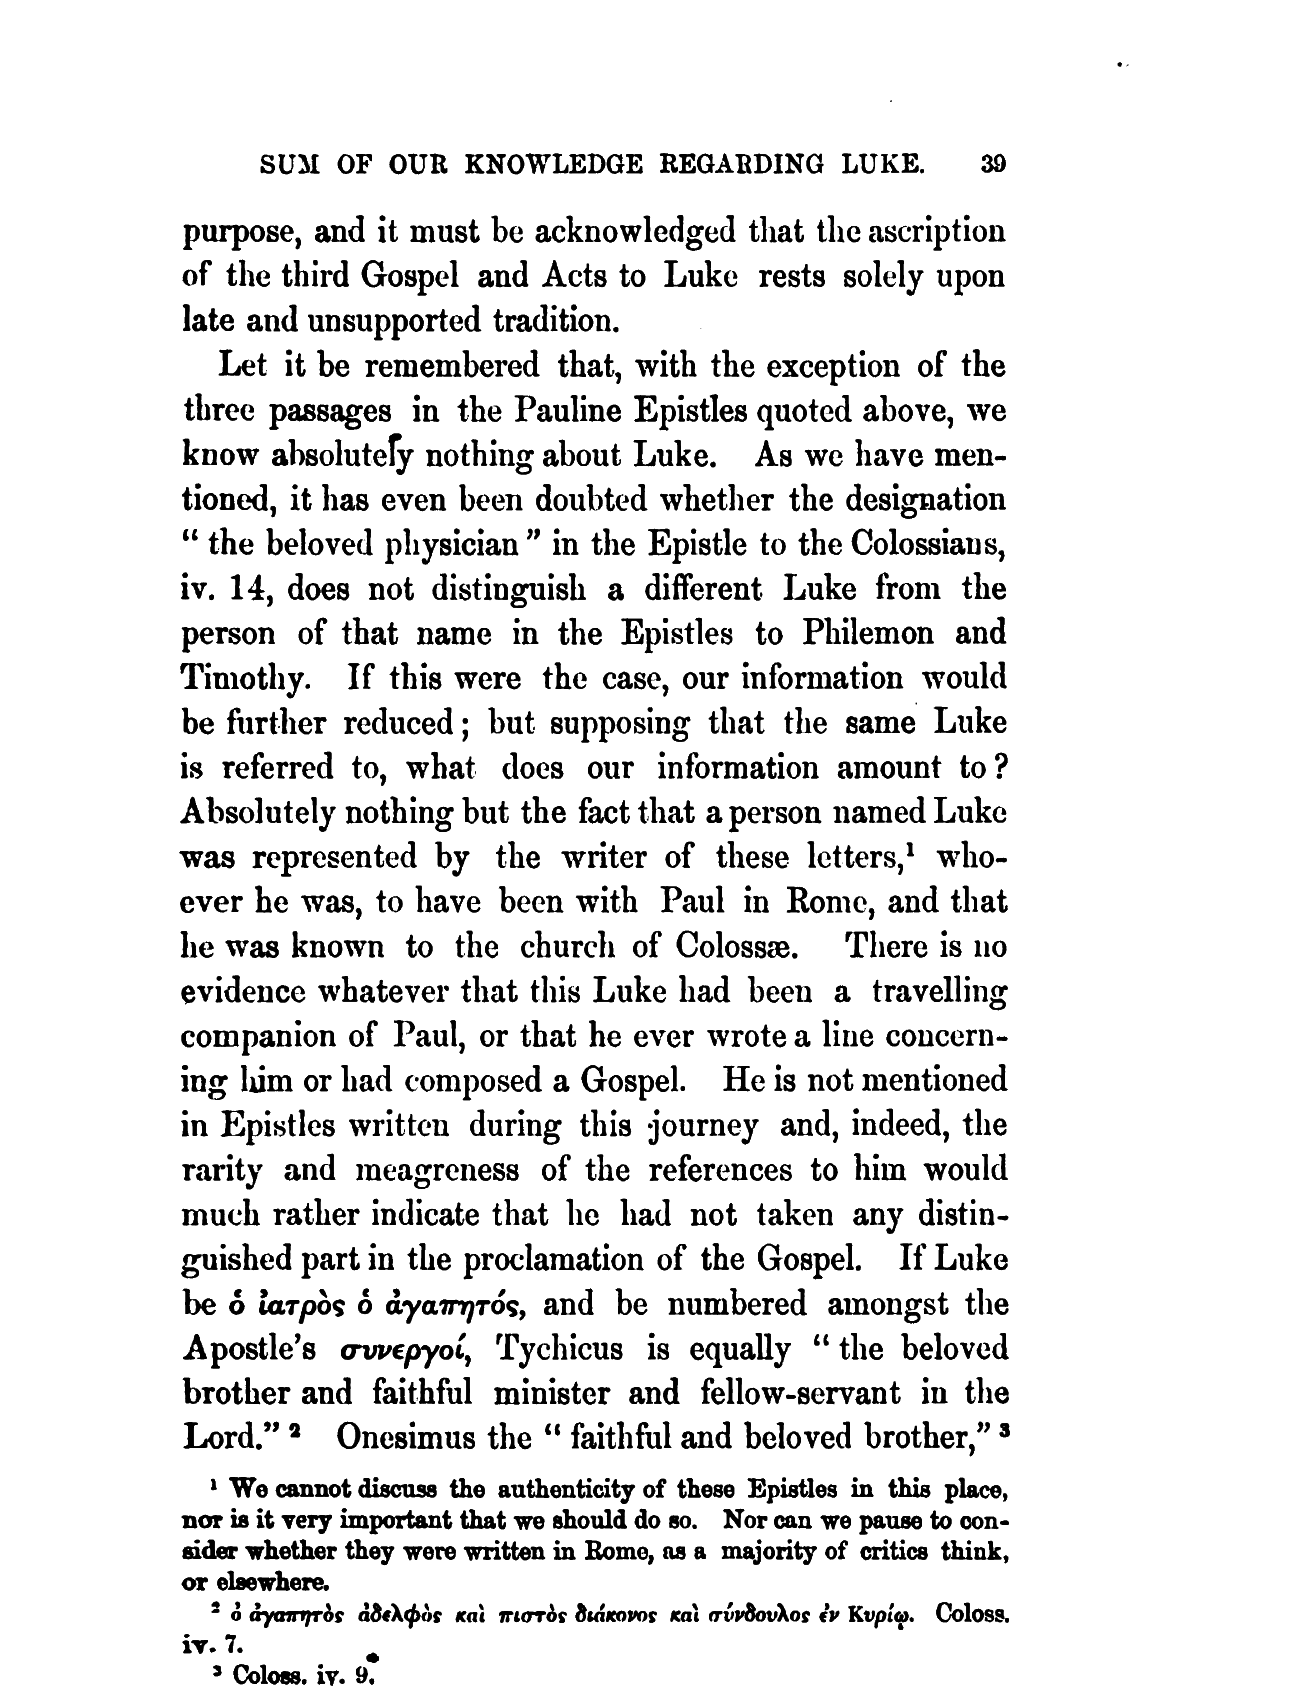 SUM OF OUR KNOWLEDGE REGARDING LUKE. 39
purpose, and it must be acknowledged that the ascription
of the third Gospel and Acts to Luke rests solely upon
late and unsupported tradition.
Let it be remembered that, with the exception of the
three passages in the Pauline Epistles quoted above, we
know absolutely nothing about Luke. As we have men-
tioned, it has even been doubted whether the designation
“ the beloved physician ” in the Epistle to the Colossians,
iv. 14, does not distinguish a different Luke from the
person of that name in the Epistles to Philemon and
Timothy. If this were the case, our information would
be further reduced ; but supposing that the same Luke
is referred to, what does our information amount to ?
Absolutely nothing but the fact that a person named Luke
was represented by the writer of these letters,¹ who-
ever he was, to have been with Paul in Rome, and that
he was known to the church of Colossæ. There is no
evidence whatever that this Luke had been a travelling
companion of Paul, or that he ever wrote a line concern-
ing him or had composed a Gospel. He is not mentioned
in Epistles written during this journey and, indeed, the
rarity and meagreness of the references to him would
much rather indicate that he had not taken any distin-
guished part in the proclamation of the Gospel. If Luke
be ὁ ἰατρὸς ὁ ἀγαπητός, and be numbered amongst the
Apostle’s συνεργοί, Tychicus is equally “ the beloved
brother and faithful minister and fellow-servant in the
Lord.” ² Onesimus the “ faithful and beloved brother,” ³
¹ We cannot discuss the authenticity of these Epistles in this place,
nor is it very important that we should do so. Nor can we pause to con-
sider whether they were written in Rome, as a majority of critics think,
or elsewhere.
² ὁ ἀγαπητὸς ἀδελφὸς καὶ πιστὸς διάκονος καὶ σύνδουλος ἐν Κυρίῳ. Coloss.
iv. 7.
³ Coloss. iv. 9.